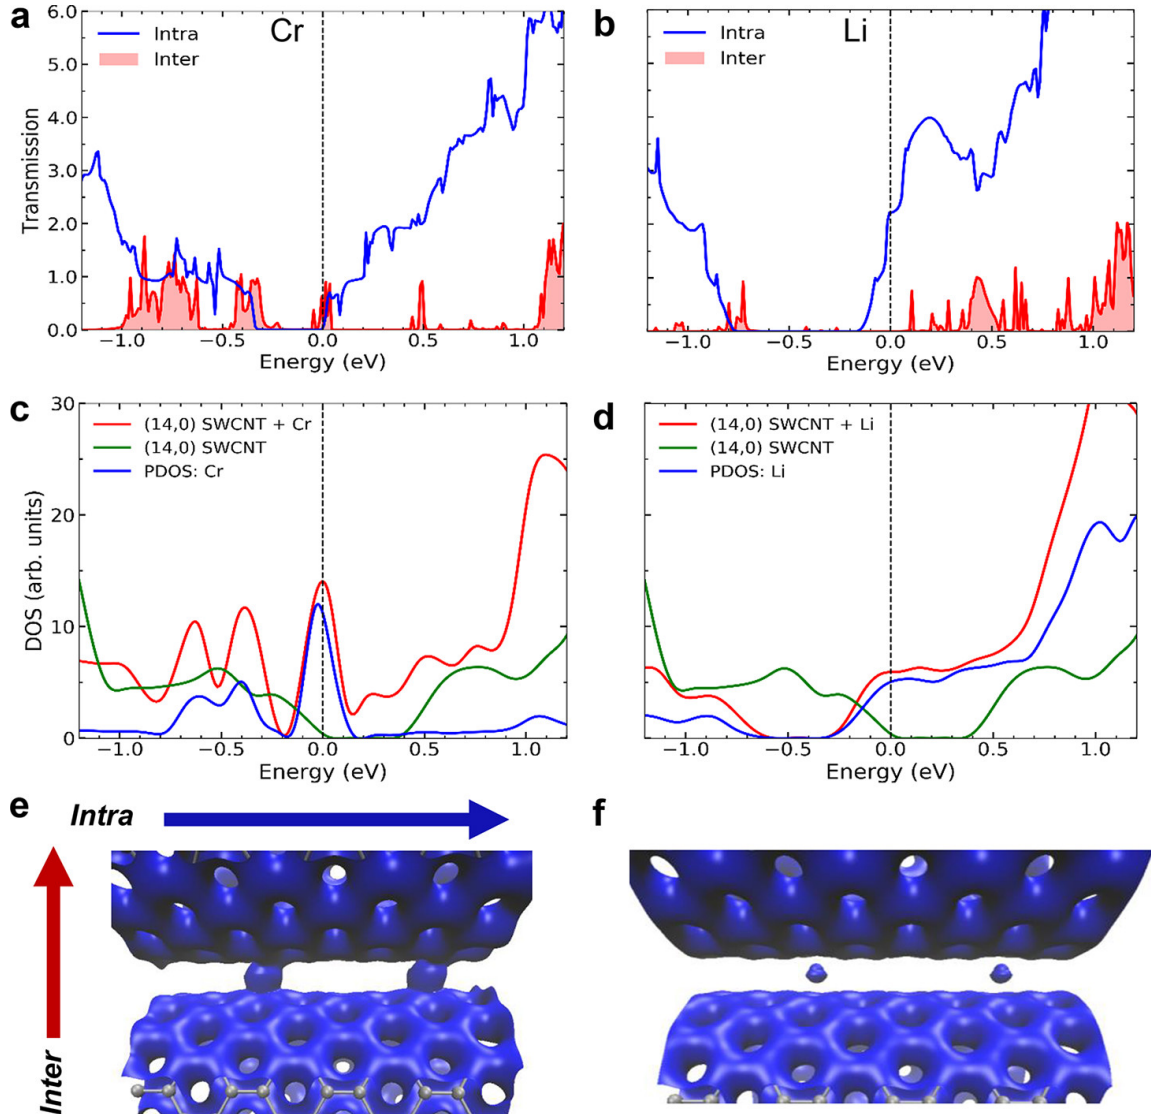 a
Cr
Intra
Inter
Transmission
6.0
5.0
4.0
3.0
2.0
1.0
0.0
−1.0
−0.5
0.0
0.5
1.0
Energy (eV)
b
Li
Intra
Inter
−1.0
−0.5
0.0
0.5
1.0
Energy (eV)
c
(14,0) SWCNT + Cr
(14,0) SWCNT
PDOS: Cr
DOS (arb. units)
30
20
10
0
−1.0
−0.5
0.0
0.5
1.0
Energy (eV)
d
(14,0) SWCNT + Li
(14,0) SWCNT
PDOS: Li
−1.0
−0.5
0.0
0.5
1.0
Energy (eV)
e
Intra
Inter
f